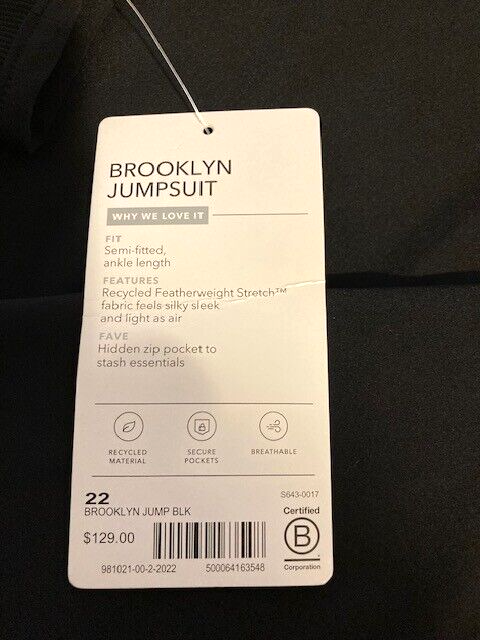 BROOKLYN
JUMPSUIT
WHY WE LOVE IT
FIT
Semi-fitted,
ankle length
FEATURES
Recycled Featherweight Stretch™
fabric feels silky sleek
and light as air
FAVE
Hidden zip pocket to
stash essentials
RECYCLED
MATERIAL
SECURE
POCKETS
BREATHABLE
22
S643-0017
BROOKLYN JUMP BLK
$129.00
981021-00-2-2022
500064163548
Certified
B
Corporation